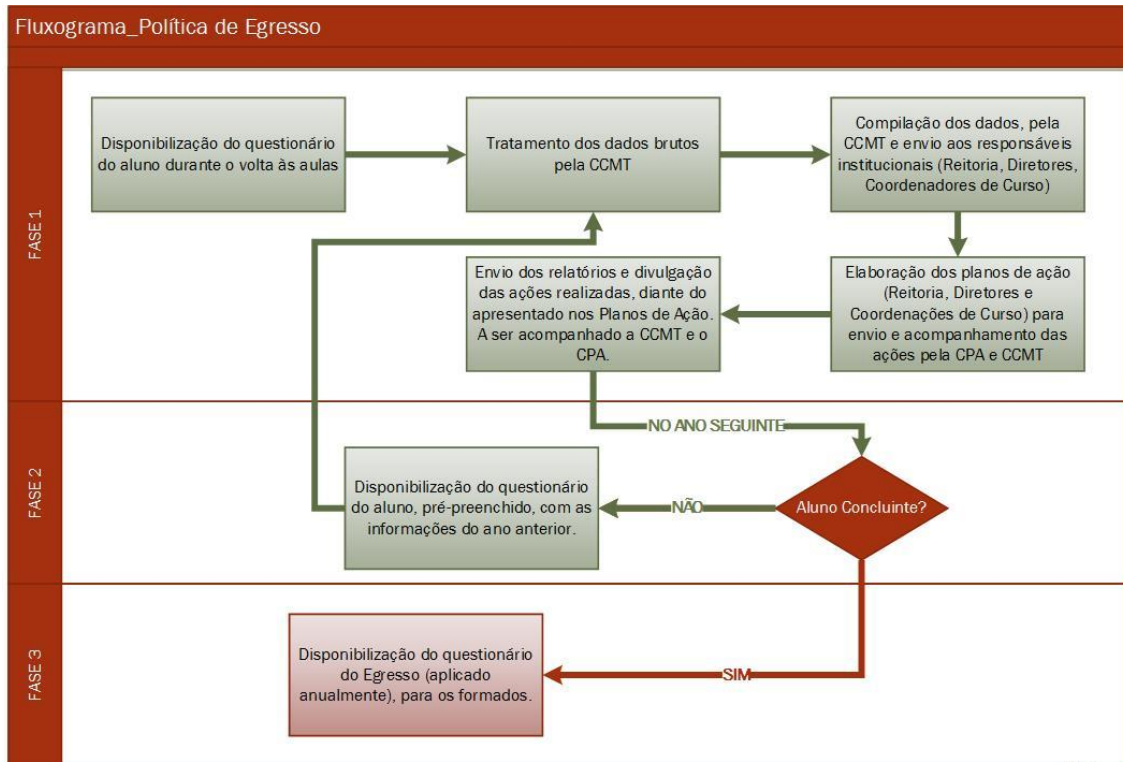 Fluxograma_Política de Egresso
FASE 1
Disponibilização do questionário
do aluno durante o volta às aulas
Tratamento dos dados brutos
pela CCMT
Compilação dos dados, pela
CCMT e envio aos responsáveis
institucionais (Reitoria, Diretores,
Coordenadores de Curso)
Elaboração dos planos de ação
(Reitoria, Diretores e
Coordenações de Curso) para
envio e acompanhamento das
ações pela CPA e CCMT
Envio dos relatórios e divulgação
das ações realizadas, diante do
apresentado nos Planos de Ação.
A ser acompanhado a CCMT e o
CPA.
NO ANO SEGUINTE
FASE 2
Aluno Concluinte?
NÃO
Disponibilização do questionário
do aluno, pré-preenchido, com as
informações do ano anterior.
FASE 3
SIM
Disponibilização do questionário
do Egresso (aplicado
anualmente), para os formados.